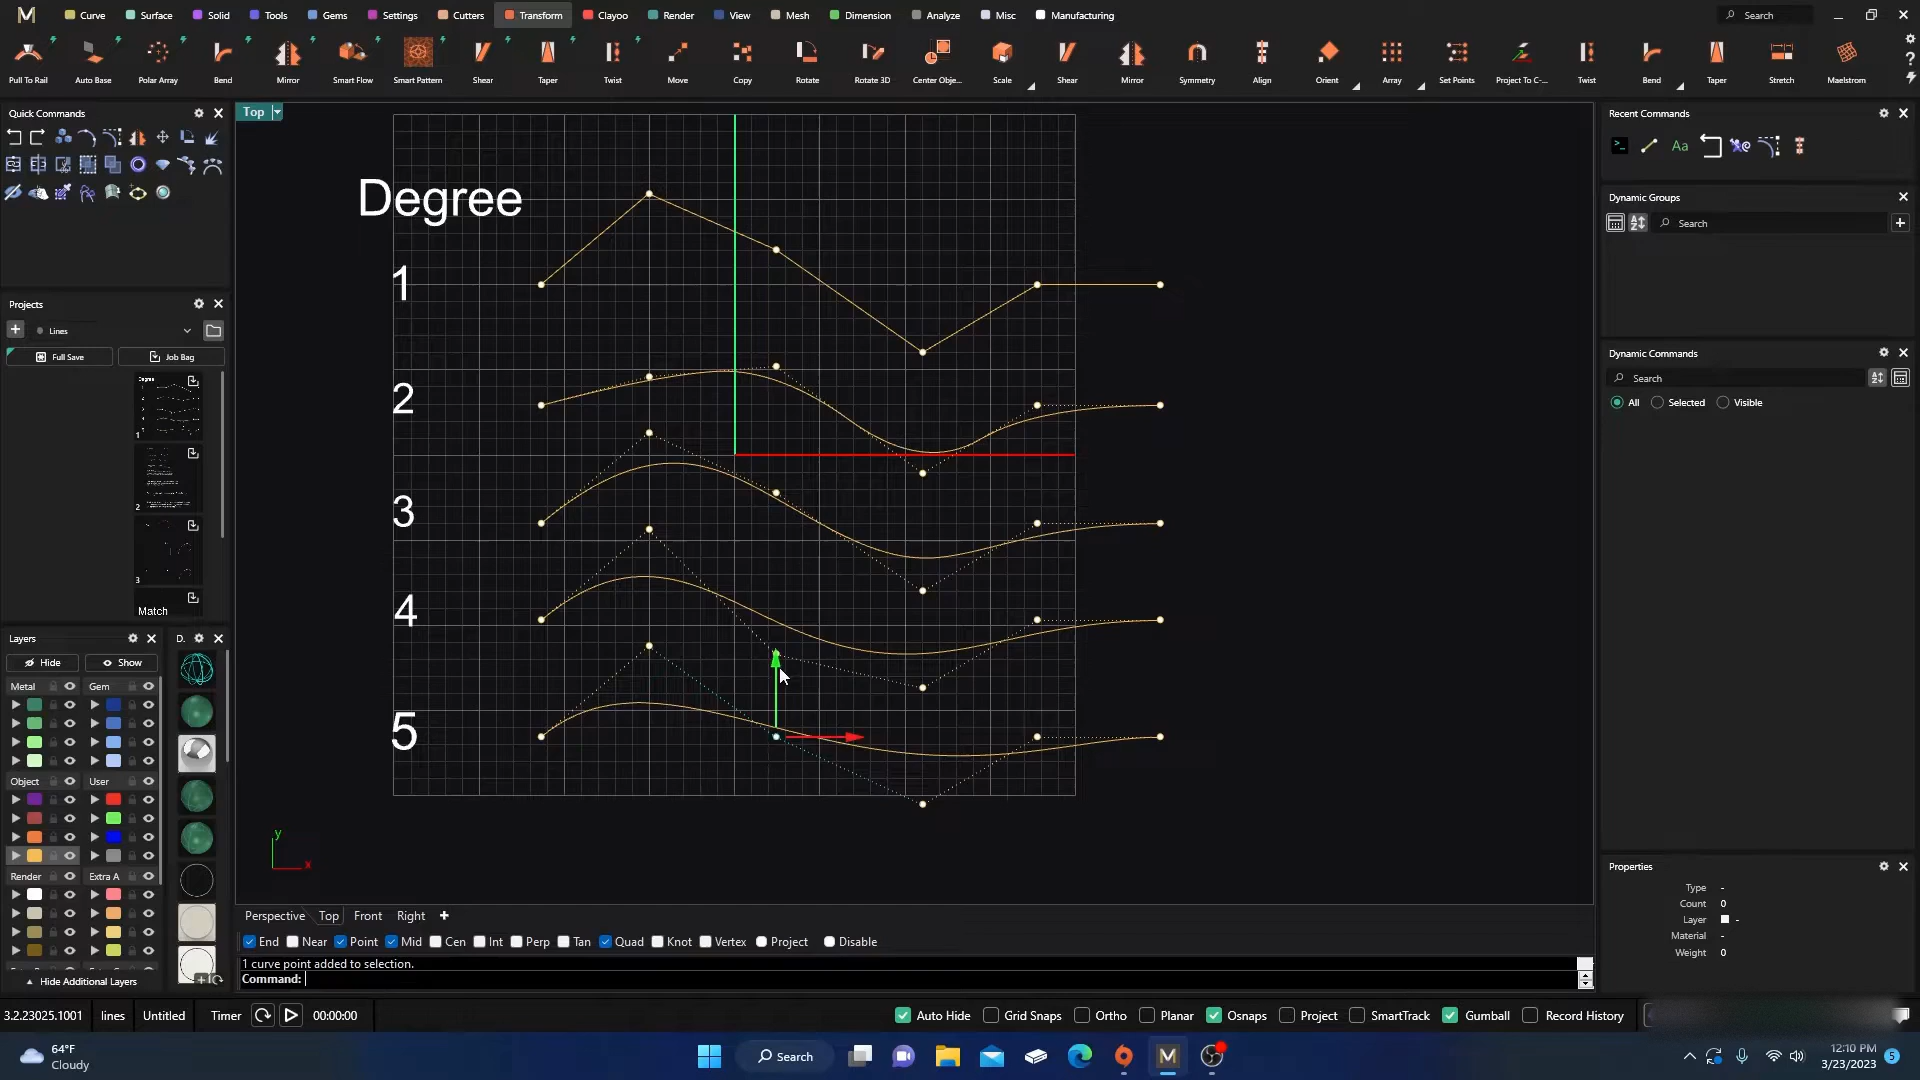 Curve Surface Solid Tools Gems Settings Cutters Transform Clayoo Render View Mesh Dimension Analyze Misc Manufacturing Search
Pull To Rail Auto Base Polar Array Bend Mirror Smart Flow Smart Pattern Shear Taper Twist Move Copy Rotate Rotate 3D Center Obje... Scale Shear Mirror Symmetry Align Orient Array Set Points Project To C-... Twist Bend Taper Stretch Maelstrom
Quick Commands
Projects
Lines
Full Save Job Bag
Degree
1
2
3
Match
Layers
Hide Show
Metal Gem
Object User
Render Extra A
Hide Additional Layers
D.
Top
Degree
1
2
3
4
5
y
x
Perspective Top Front Right
End Near Point Mid Cen Int Perp Tan Quad Knot Vertex Project Disable
1 curve point added to selection.
Command:
Recent Commands
Aa
Dynamic Groups
Search
Dynamic Commands
Search
All Selected Visible
Properties
Type -
Count 0
Layer -
Material -
Weight 0
3.2.23025.1001 lines Untitled Timer 00:00:00 Auto Hide Grid Snaps Ortho Planar Osnaps Project SmartTrack Gumball Record History
64°F
Cloudy
Search
12:10 PM
3/23/2023
5